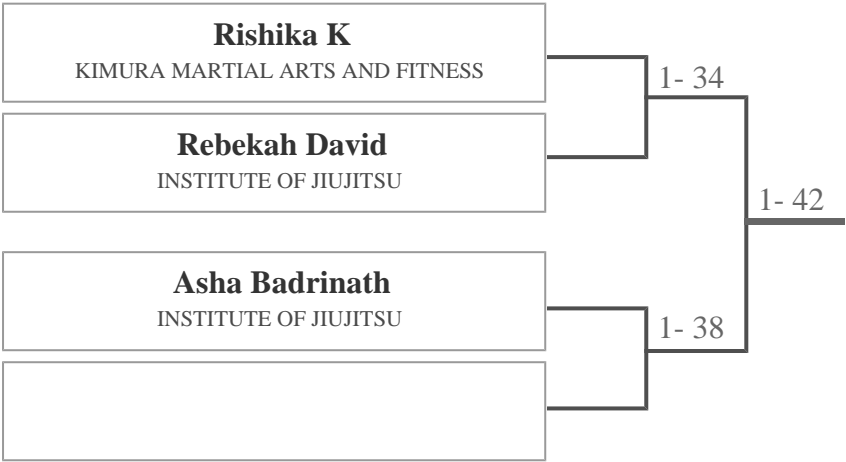 Rishika K
KIMURA MARTIAL ARTS AND FITNESS
1- 34
Rebekah David
INSTITUTE OF JIUJITSU
1- 42
Asha Badrinath
INSTITUTE OF JIUJITSU
1- 38